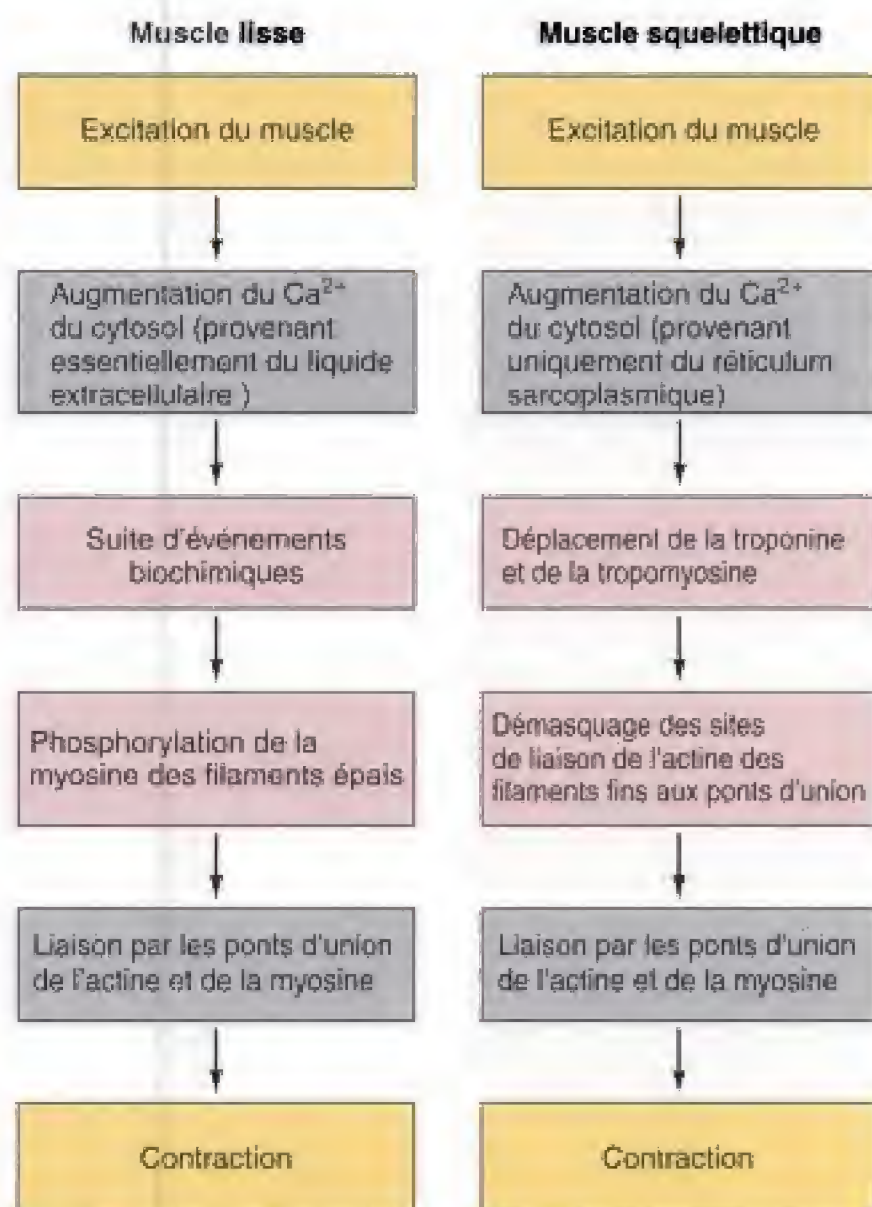 Muscle lisse
Excitation du muscle
Augmentation du Ca²⁺
du cytosol (provenant
essentiellement du liquide
extracellulaire )
Suite d'événements
biochimiques
Phosphorylation de la
myosine des filaments épais
Liaison par les ponts d'union
de l'actine et de la myosine
Contraction
Muscle squelettique
Excitation du muscle
Augmentation du Ca²⁺
du cytosol (provenant
uniquement du réticulum
sarcoplasmique)
Déplacement de la troponine
et de la tropomyosine
Démasquage des sites
de liaison de l'actine des
filaments fins aux ponts d'union
Liaison par les ponts d'union
de l'actine et de la myosine
Contraction